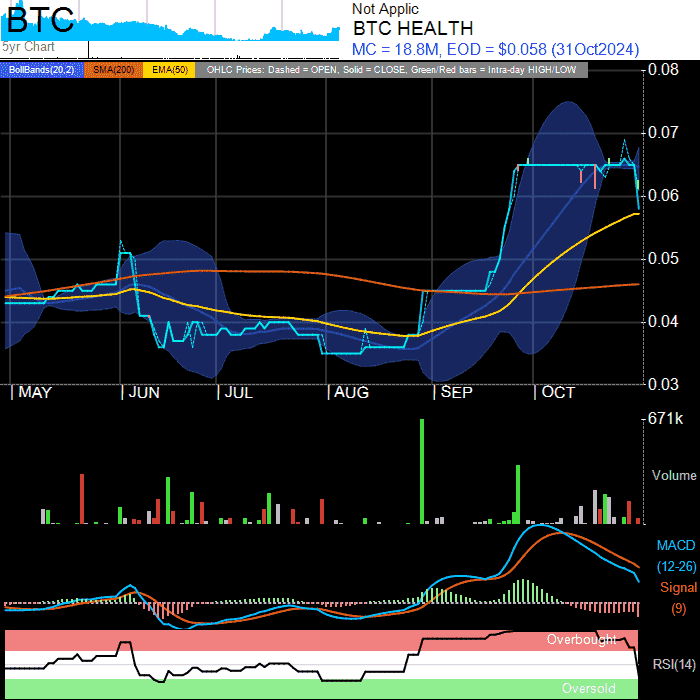 BTC
5yr Chart
Not Applic
BTC HEALTH
MC = 18.8M, EOD = $0.058 (31Oct2024)
BollBands(20,2) SMA(200) EMA(50) OHLC Prices: Dashed = OPEN, Solid = CLOSE, Green/Red bars = Intra-day HIGH/LOW
0.08
0.07
0.06
0.05
0.04
0.03
MAY JUN JUL AUG SEP OCT
671k
Volume
MACD
(12-26)
Signal
(9)
Overbought
RSI(14)
Oversold